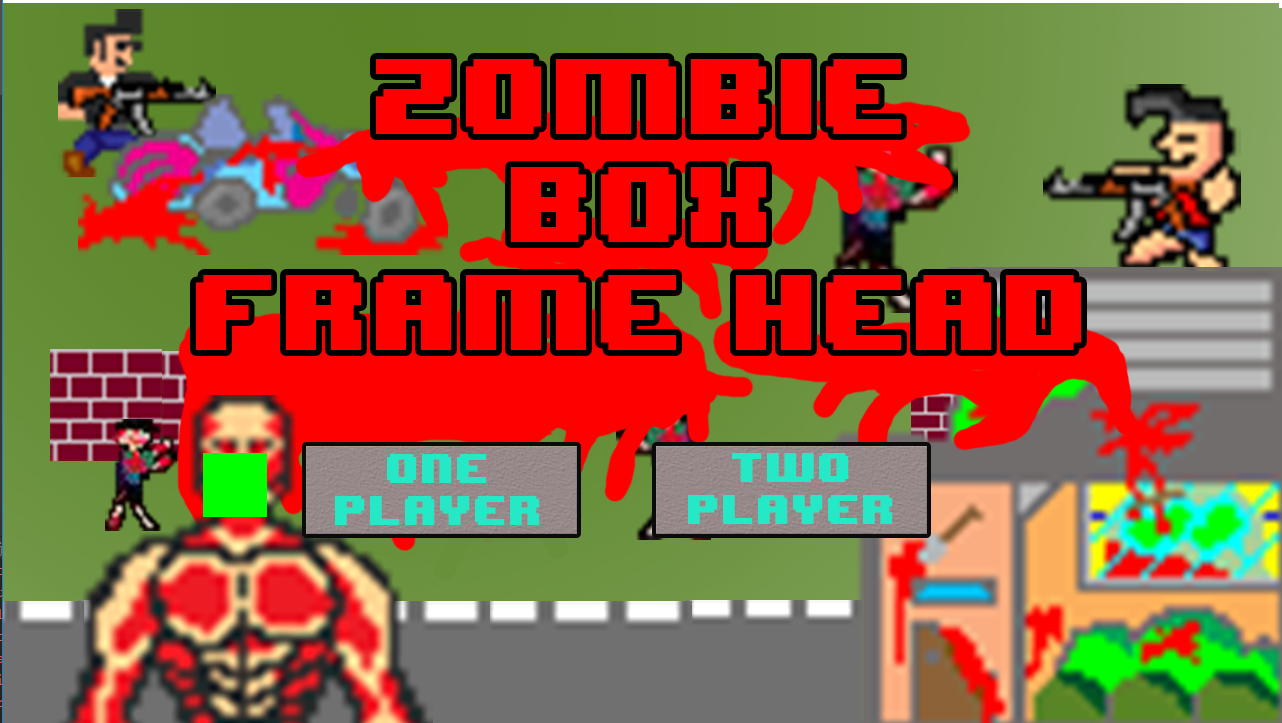 ZOMBIE
BOX
FRAME HEAD
ONE
PLAYER
TWO
PLAYER